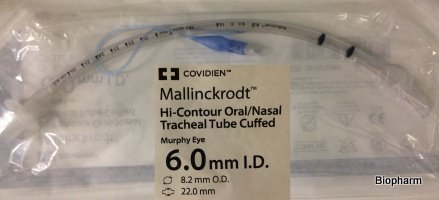 COVIDIEN™
Mallinckrodt™
Hi-Contour Oral/Nasal
Tracheal Tube Cuffed
Murphy Eye
6.0 mm I.D.
8.2 mm O.D.
22.0 mm
Biopharm